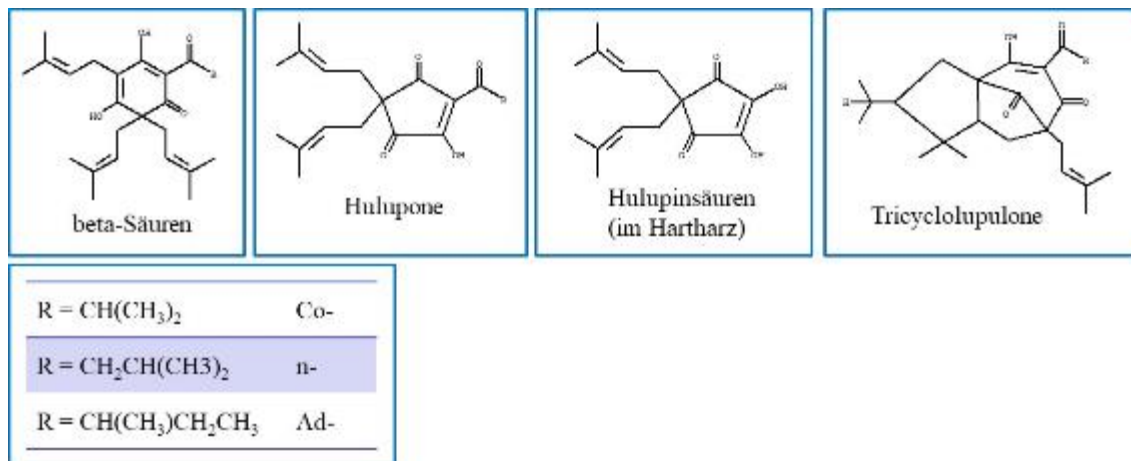 beta-Säuren
Hulupone
Hulupinsäuren
(im Hartharz)
Tricyclolupulone
R = CH(CH₃)₂ Co-
R = CH₂CH(CH3)₂ n-
R = CH(CH₃)CH₂CH₃ Ad-